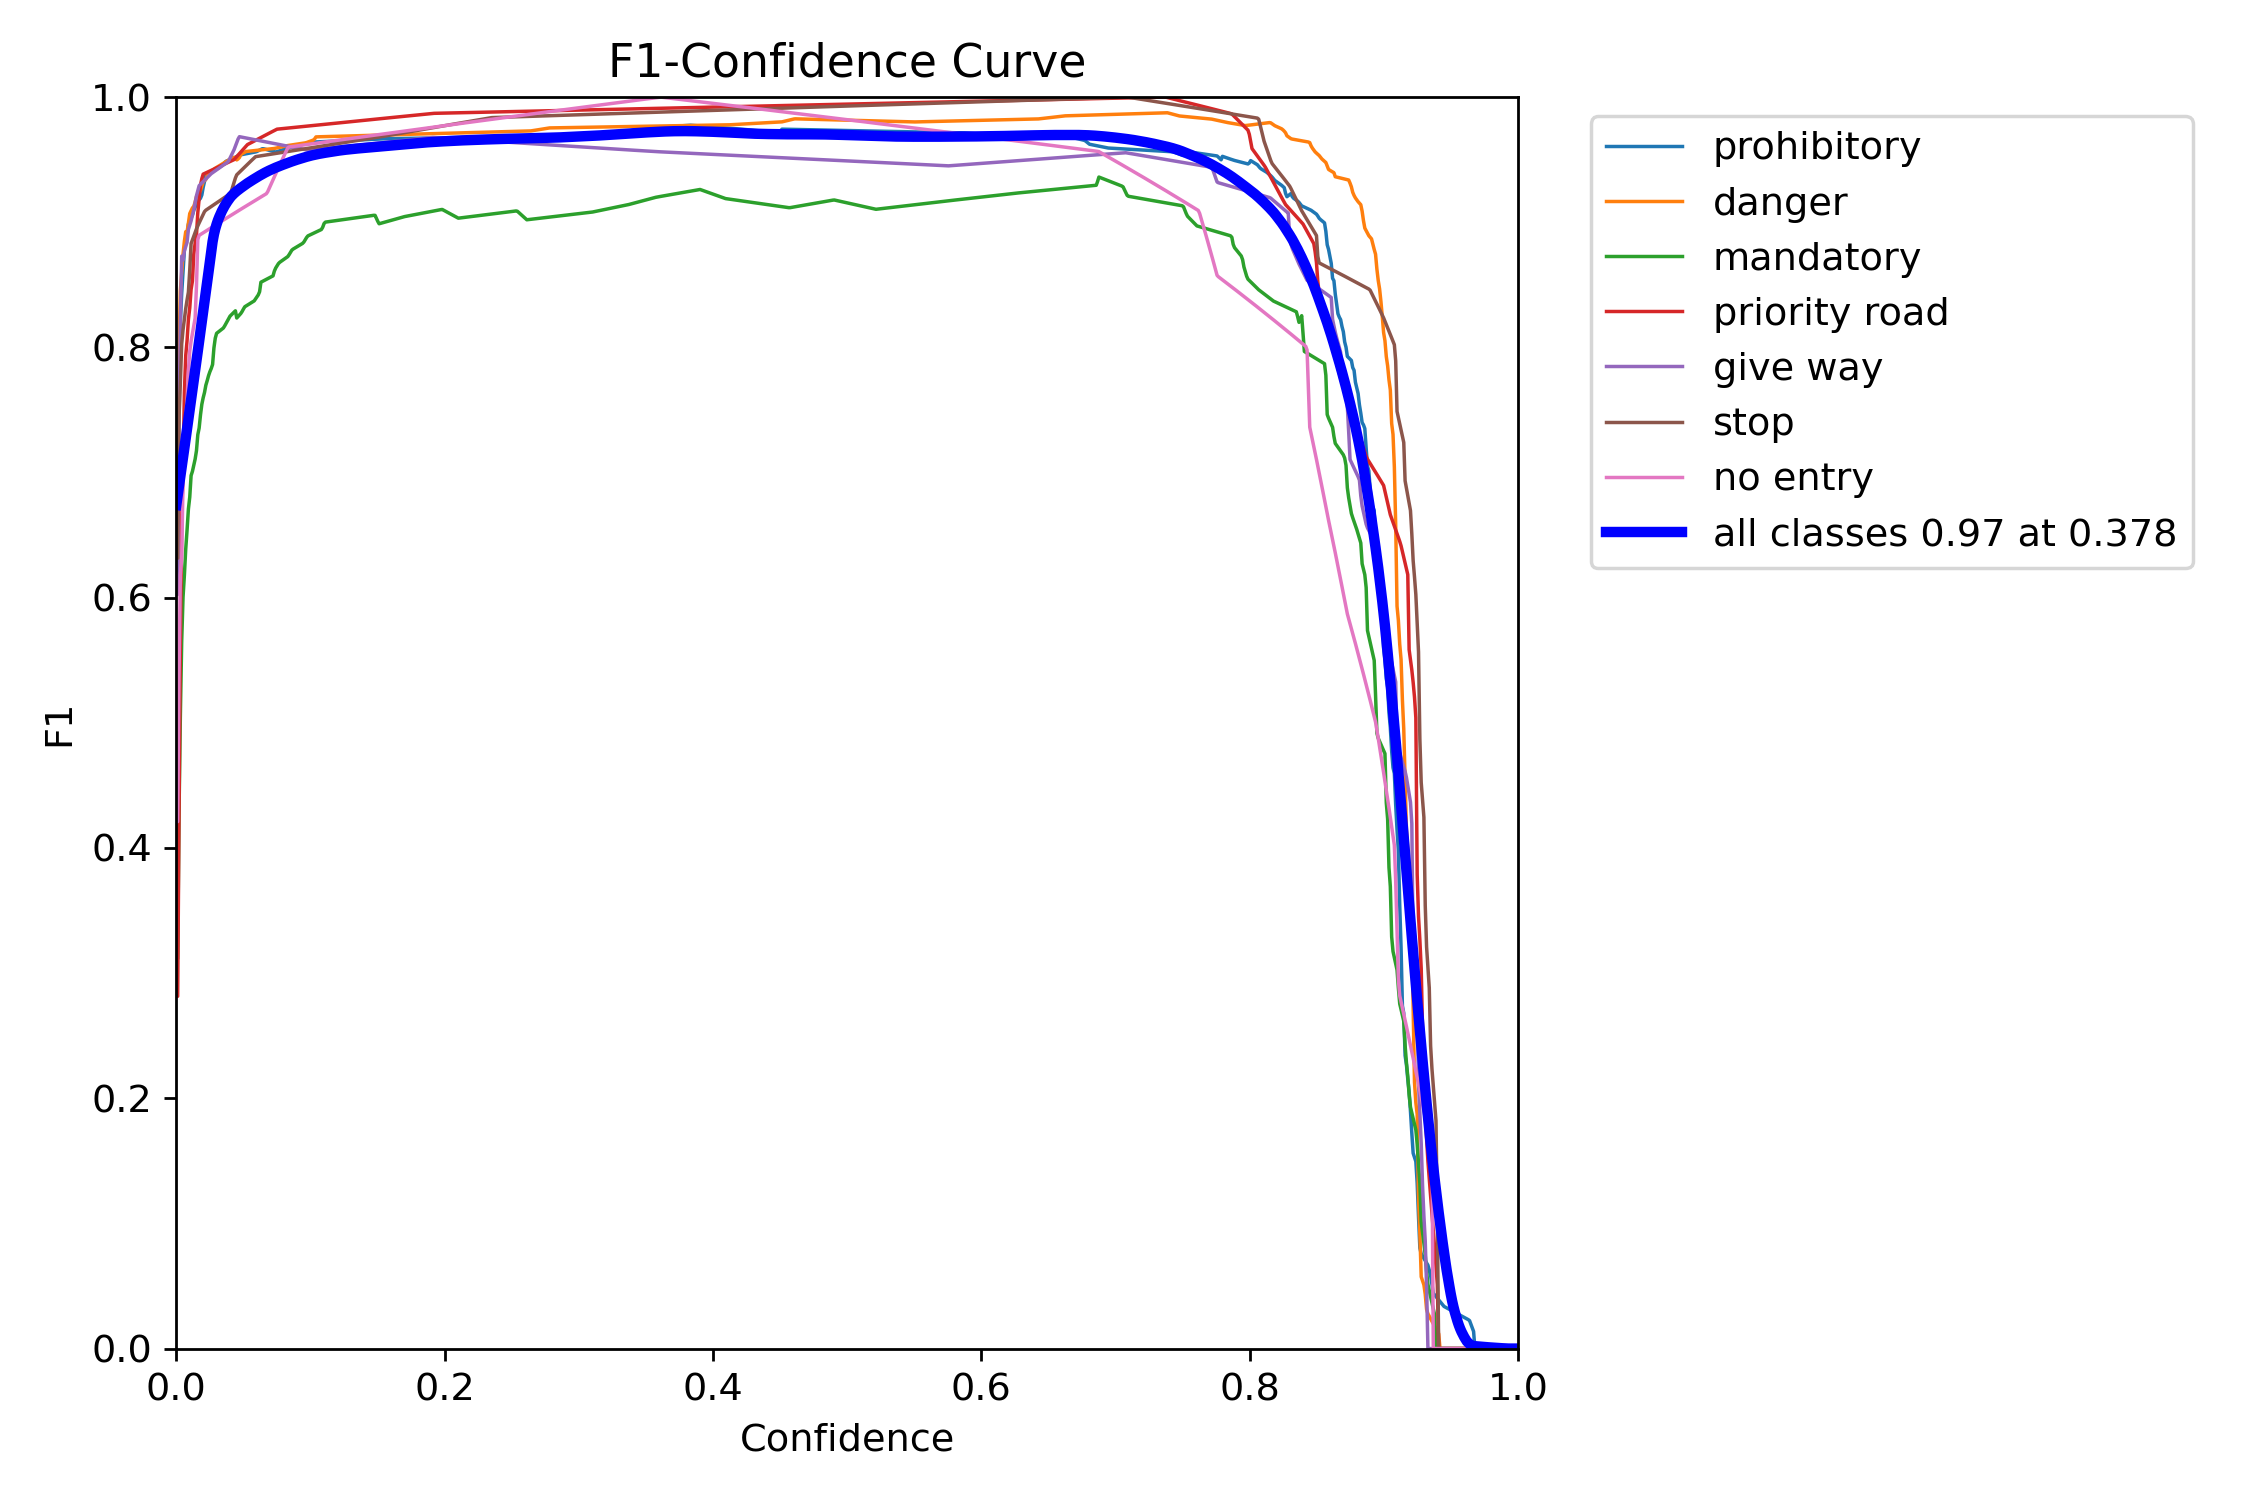 F1-Confidence Curve
1.0
0.8
0.6
0.4
0.2
0.0
F1
0.0 0.2 0.4 0.6 0.8 1.0
Confidence
prohibitory
danger
mandatory
priority road
give way
stop
no entry
all classes 0.97 at 0.378